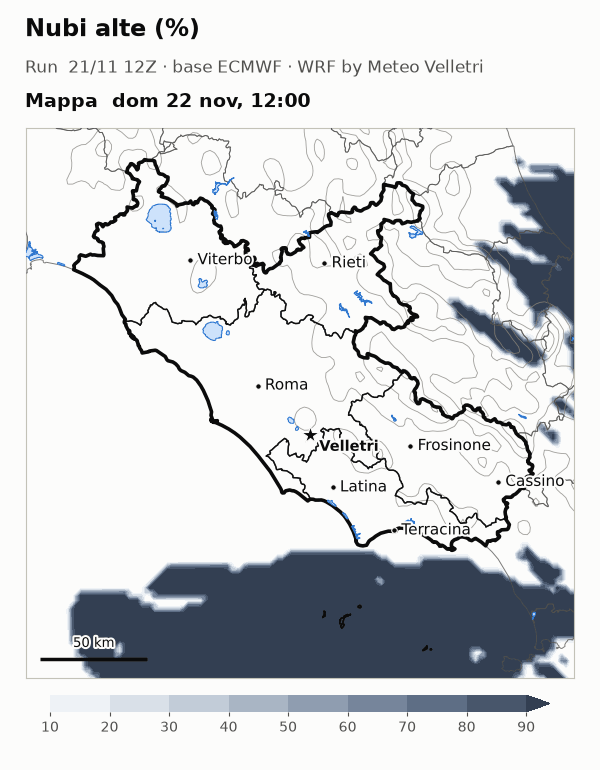 Nubi alte (%)
Run 21/11 12Z · base ECMWF · WRF by Meteo Velletri
Mappa dom 22 nov, 12:00
Viterbo
Rieti
Roma
Velletri
Frosinone
Cassino
Latina
Terracina
50 km
10 20 30 40 50 60 70 80 90